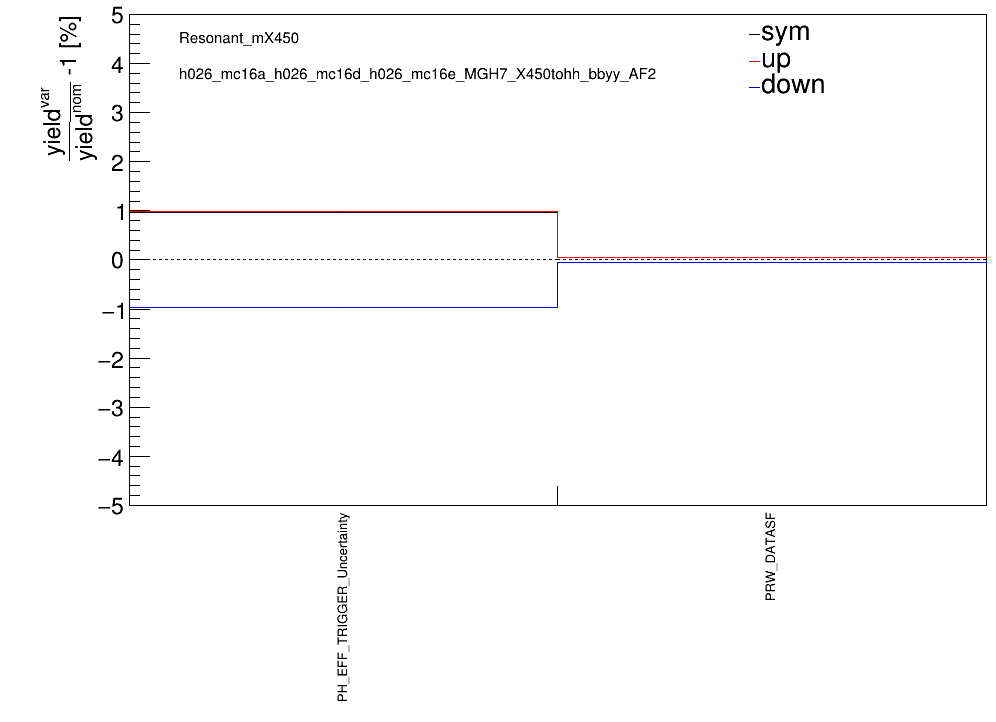 yield^var
yield^nom -1 [%]
5
4
3
2
1
0
−1
−2
−3
−4
−5
Resonant_mX450
h026_mc16a_h026_mc16d_h026_mc16e_MGH7_X450tohh_bbyy_AF2
sym
up
down
PH_EFF_TRIGGER_Uncertainty
PRW_DATASF